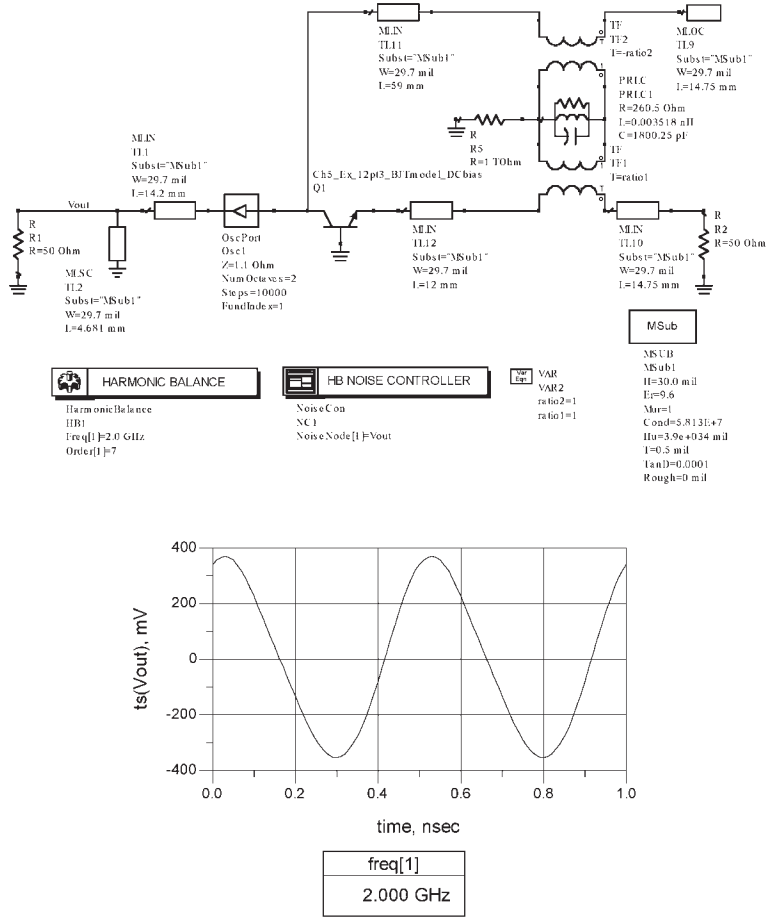 MLIN
TL11
Subst="MSub1"
W=29.7 mil
L=59 mm
TF
TF2
T=-ratio2
MLOC
TL9
Subst="MSub1"
W=29.7 mil
L=14.75 mm
PRLC
PRLC1
R=260.5 Ohm
L=0.003518 nH
C=1800.25 pF
R
R5
R=1 TOhm
TF
TF1
T=ratio1
MLIN
TL1
Subst="MSub1"
W=29.7 mil
L=14.2 mm
Ch5_Ex_12pt3_BJTmodel_DCbias
Q1
Vout
R
R1
R=50 Ohm
MLSC
TL2
Subst="MSub1"
W=29.7 mil
L=4.681 mm
OscPort
Osc1
Z=1.1 Ohm
NumOctaves=2
Steps=10000
FundIndex=1
MLIN
TL12
Subst="MSub1"
W=29.7 mil
L=12 mm
MLIN
TL10
Subst="MSub1"
W=29.7 mil
L=14.75 mm
R
R2
R=50 Ohm
MSub
MSUB
MSub1
H=30.0 mil
Er=9.6
Mur=1
Cond=5.813E+7
Hu=3.9e+034 mil
T=0.5 mil
TanD=0.0001
Rough=0 mil
HARMONIC BALANCE
HarmonicBalance
HB1
Freq[1]=2.0 GHz
Order[1]=7
HB NOISE CONTROLLER
NoiseCon
NC1
NoiseNode[1]=Vout
Var
Eqn
VAR
VAR2
ratio2=1
ratio1=1
ts(Vout), mV
400
200
0
-200
-400
0.0 0.2 0.4 0.6 0.8 1.0
time, nsec
freq[1]
2.000 GHz